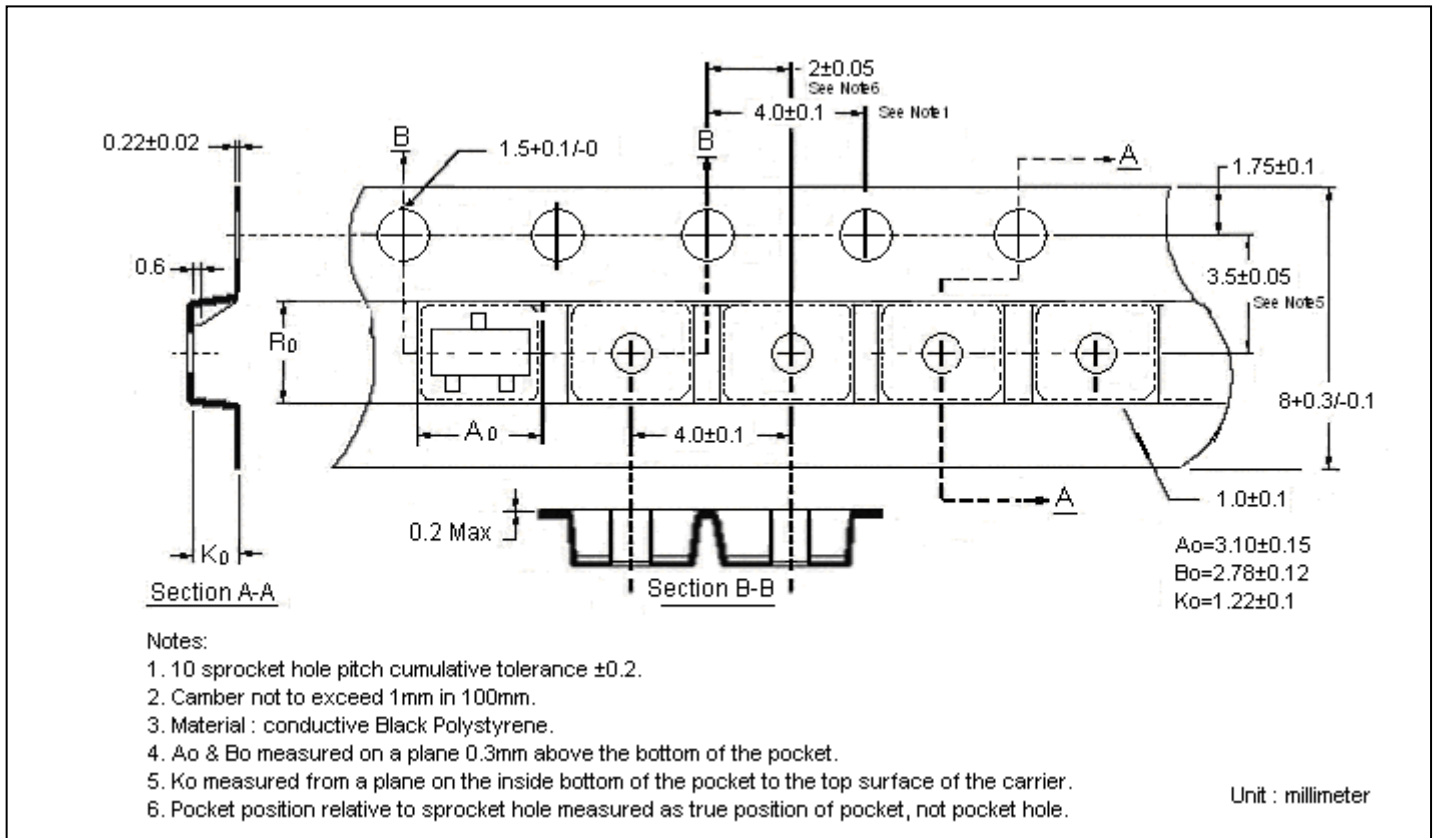 2±0.05
See Note6
4.0±0.1 See Note1
0.22±0.02
B
1.5+0.1/-0
B
A
1.75±0.1
0.6
3.5±0.05
See Note5
R0
8+0.3/-0.1
A0
4.0±0.1
A
1.0±0.1
0.2 Max
K0
Section A-A
Section B-B
Ao=3.10±0.15
Bo=2.78±0.12
Ko=1.22±0.1
Notes:
1. 10 sprocket hole pitch cumulative tolerance ±0.2.
2. Camber not to exceed 1mm in 100mm.
3. Material : conductive Black Polystyrene.
4. Ao & Bo measured on a plane 0.3mm above the bottom of the pocket.
5. Ko measured from a plane on the inside bottom of the pocket to the top surface of the carrier.
6. Pocket position relative to sprocket hole measured as true position of pocket, not pocket hole.
Unit : millimeter